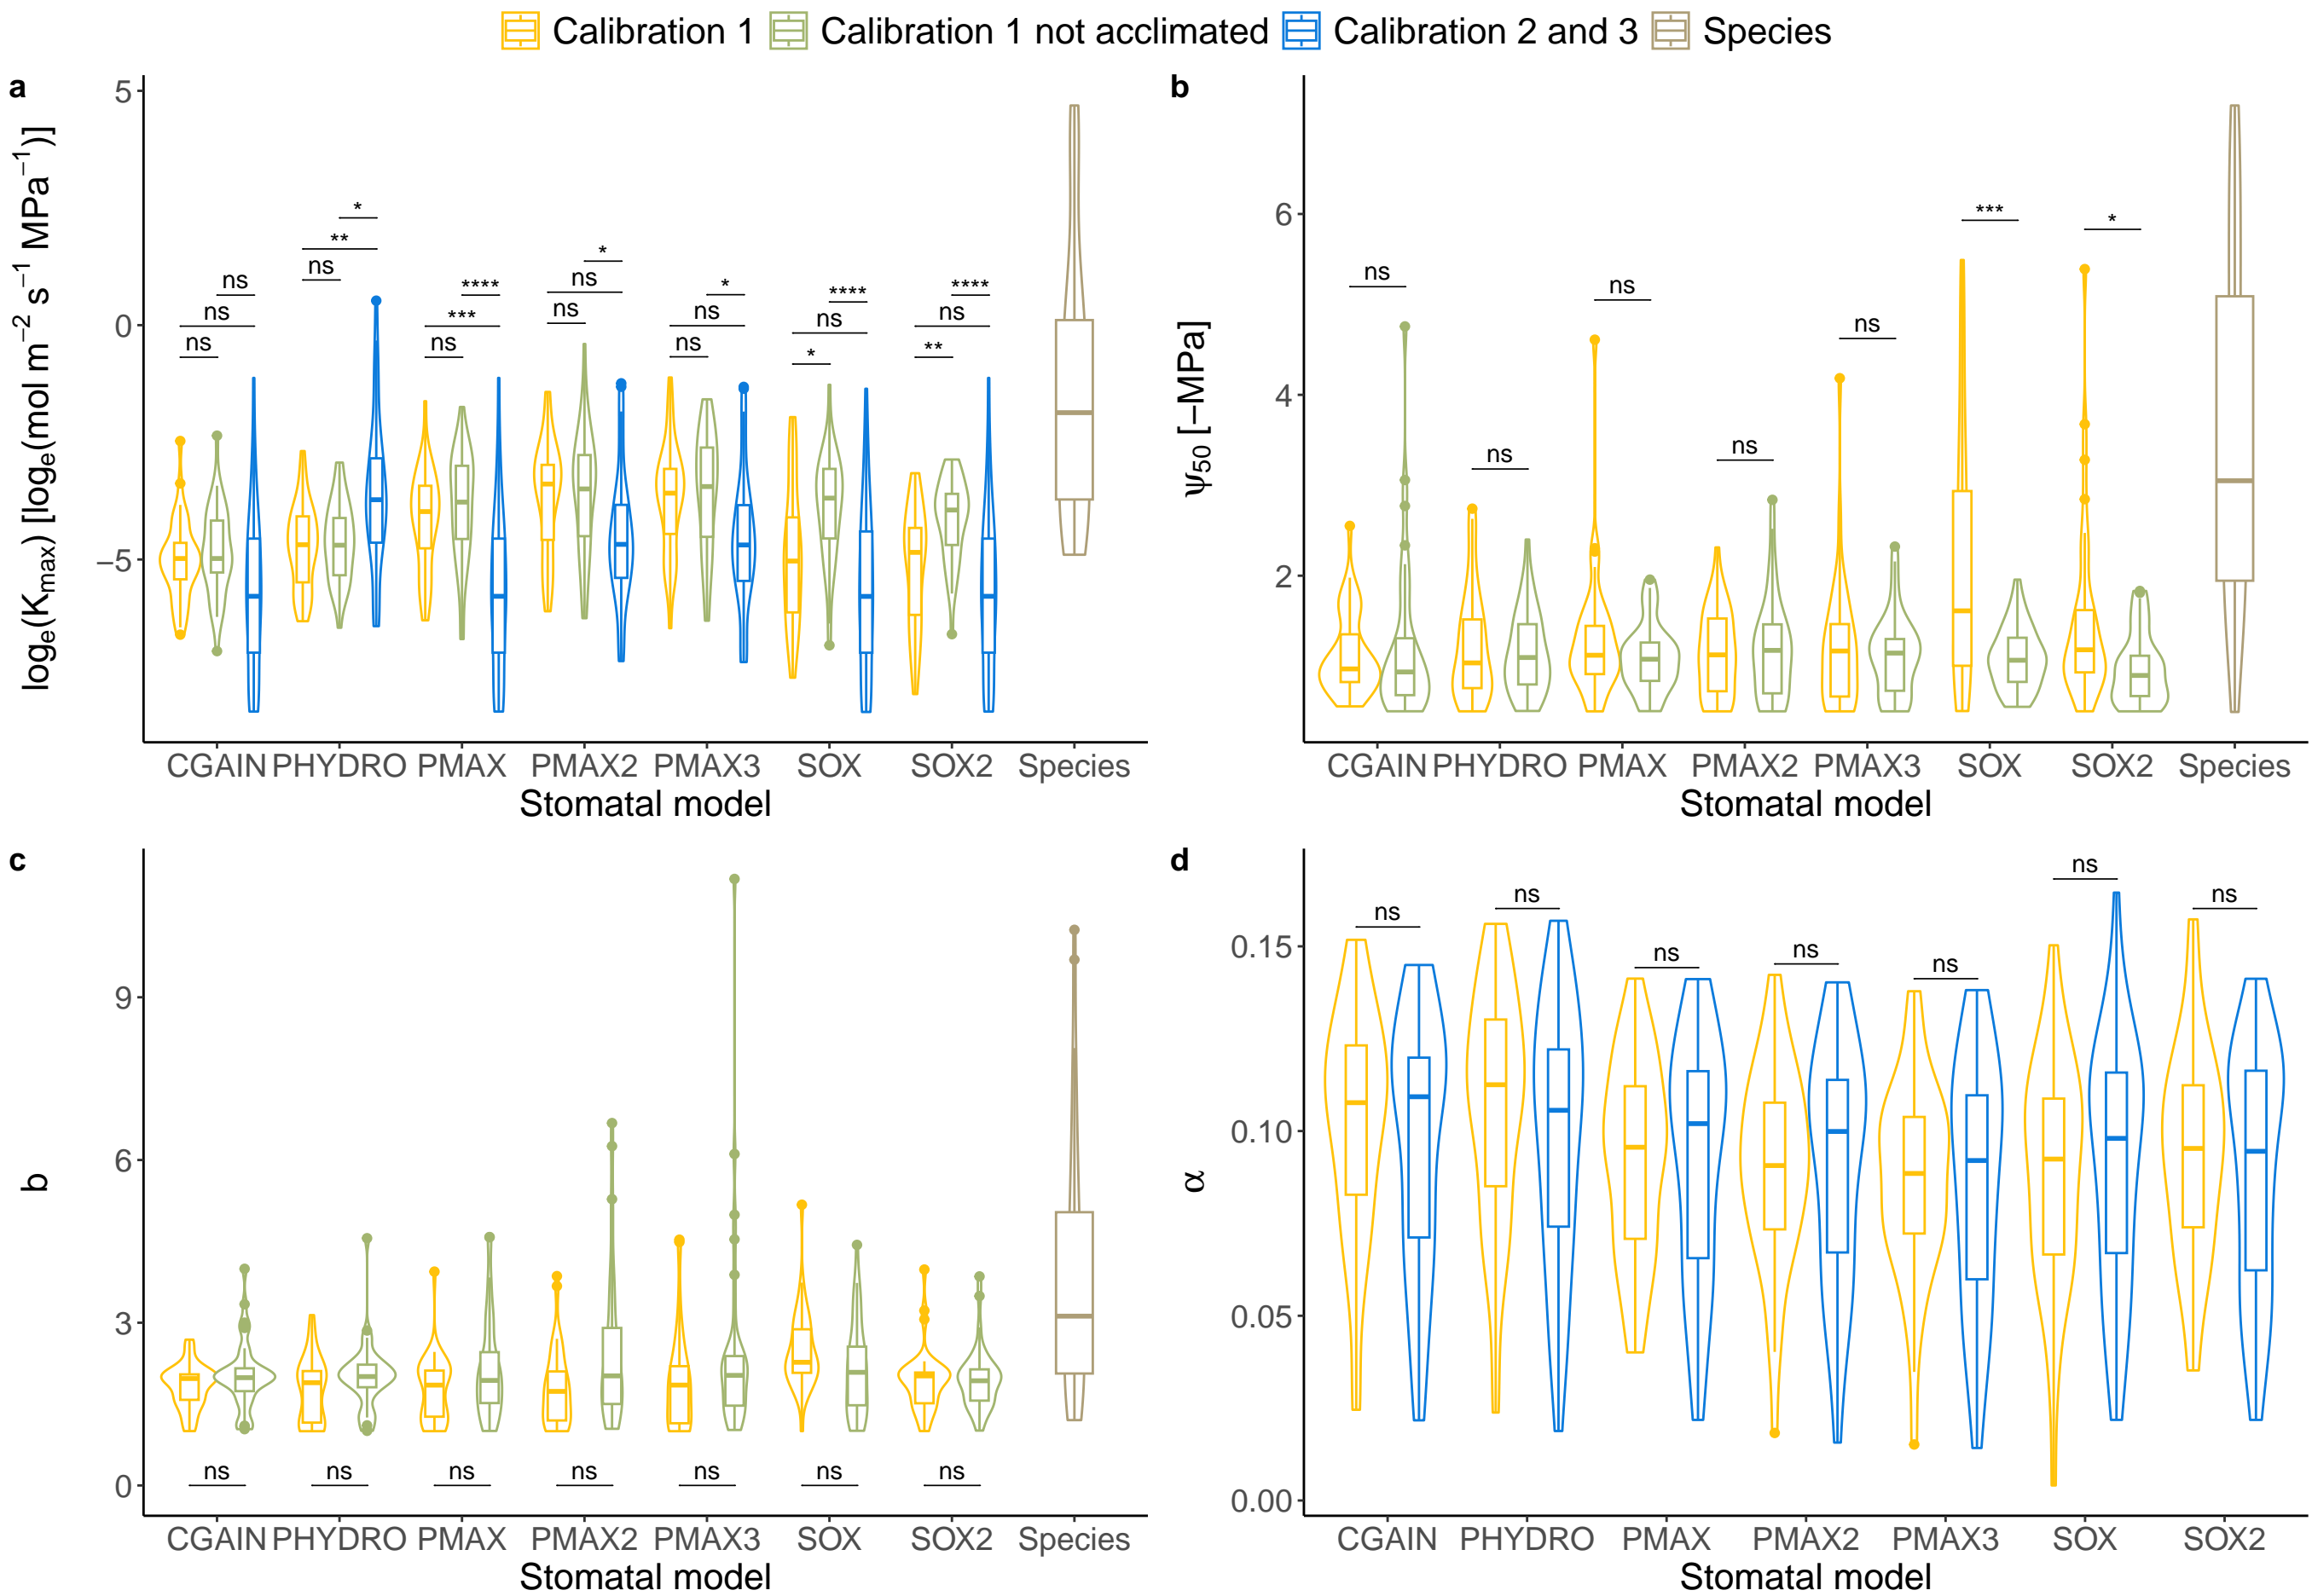 Calibration 1 Calibration 1 not acclimated Calibration 2 and 3 Species
a
log_e(K_max) [log_e(mol m⁻² s⁻¹ MPa⁻¹)]
5
0
−5
ns ns ns
ns ** *
ns *** ****
ns ns *
ns ns *
* ns ****
** ns ****
CGAIN PHYDRO PMAX PMAX2 PMAX3 SOX SOX2 Species
Stomatal model
b
ψ₅₀ [−MPa]
6
4
2
ns ns ns ns ns *** *
CGAIN PHYDRO PMAX PMAX2 PMAX3 SOX SOX2 Species
Stomatal model
c
b
9
6
3
0
ns ns ns ns ns ns ns
CGAIN PHYDRO PMAX PMAX2 PMAX3 SOX SOX2 Species
Stomatal model
d
α
0.15
0.10
0.05
0.00
ns ns ns ns ns ns ns
CGAIN PHYDRO PMAX PMAX2 PMAX3 SOX SOX2
Stomatal model